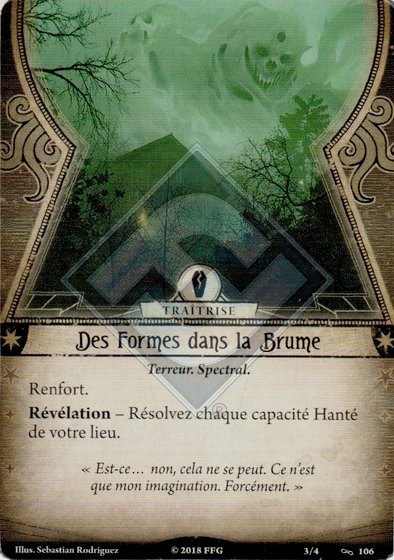 TRAÎTRISE
Des Formes dans la Brume
Terreur. Spectral.
Renfort.
Révélation – Résolvez chaque capacité Hanté
de votre lieu.
« Est-ce… non, cela ne se peut. Ce n'est
que mon imagination. Forcément. »
Illus. Sebastian Rodriguez © 2018 FFG 3/4 106